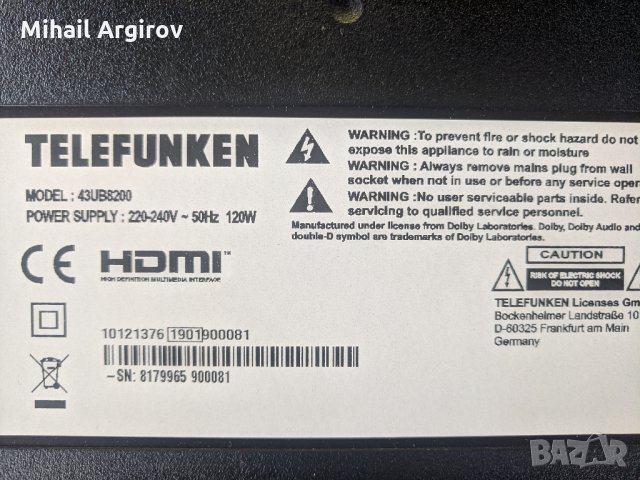 Mihail Argirov
TELEFUNKEN
MODEL : 43UB8200
POWER SUPPLY : 220-240V ~ 50Hz 120W
WARNING :To prevent fire or shock hazard do not
expose this appliance to rain or moisture
WARNING : Always remove mains plug from wall
socket when not in use or before any service oper
WARNING :No user serviceable parts inside. Refer
servicing to qualified service personnel.
Manufactured under license from Dolby Laboratories. Dolby, Dolby Audio and
double-D symbol are trademarks of Dolby Laboratories.
CE HDMI™
HIGH DEFINITION MULTIMEDIA INTERFACE
CAUTION
RISK OF ELECTRIC SHOCK
DO NOT OPEN
TELEFUNKEN Licenses Gm
Bockenheimer Landstraße 10
D-60325 Frankfurt am Main
Germany
10121376 1901900081
-SN: 8179965 900081
BAZAR